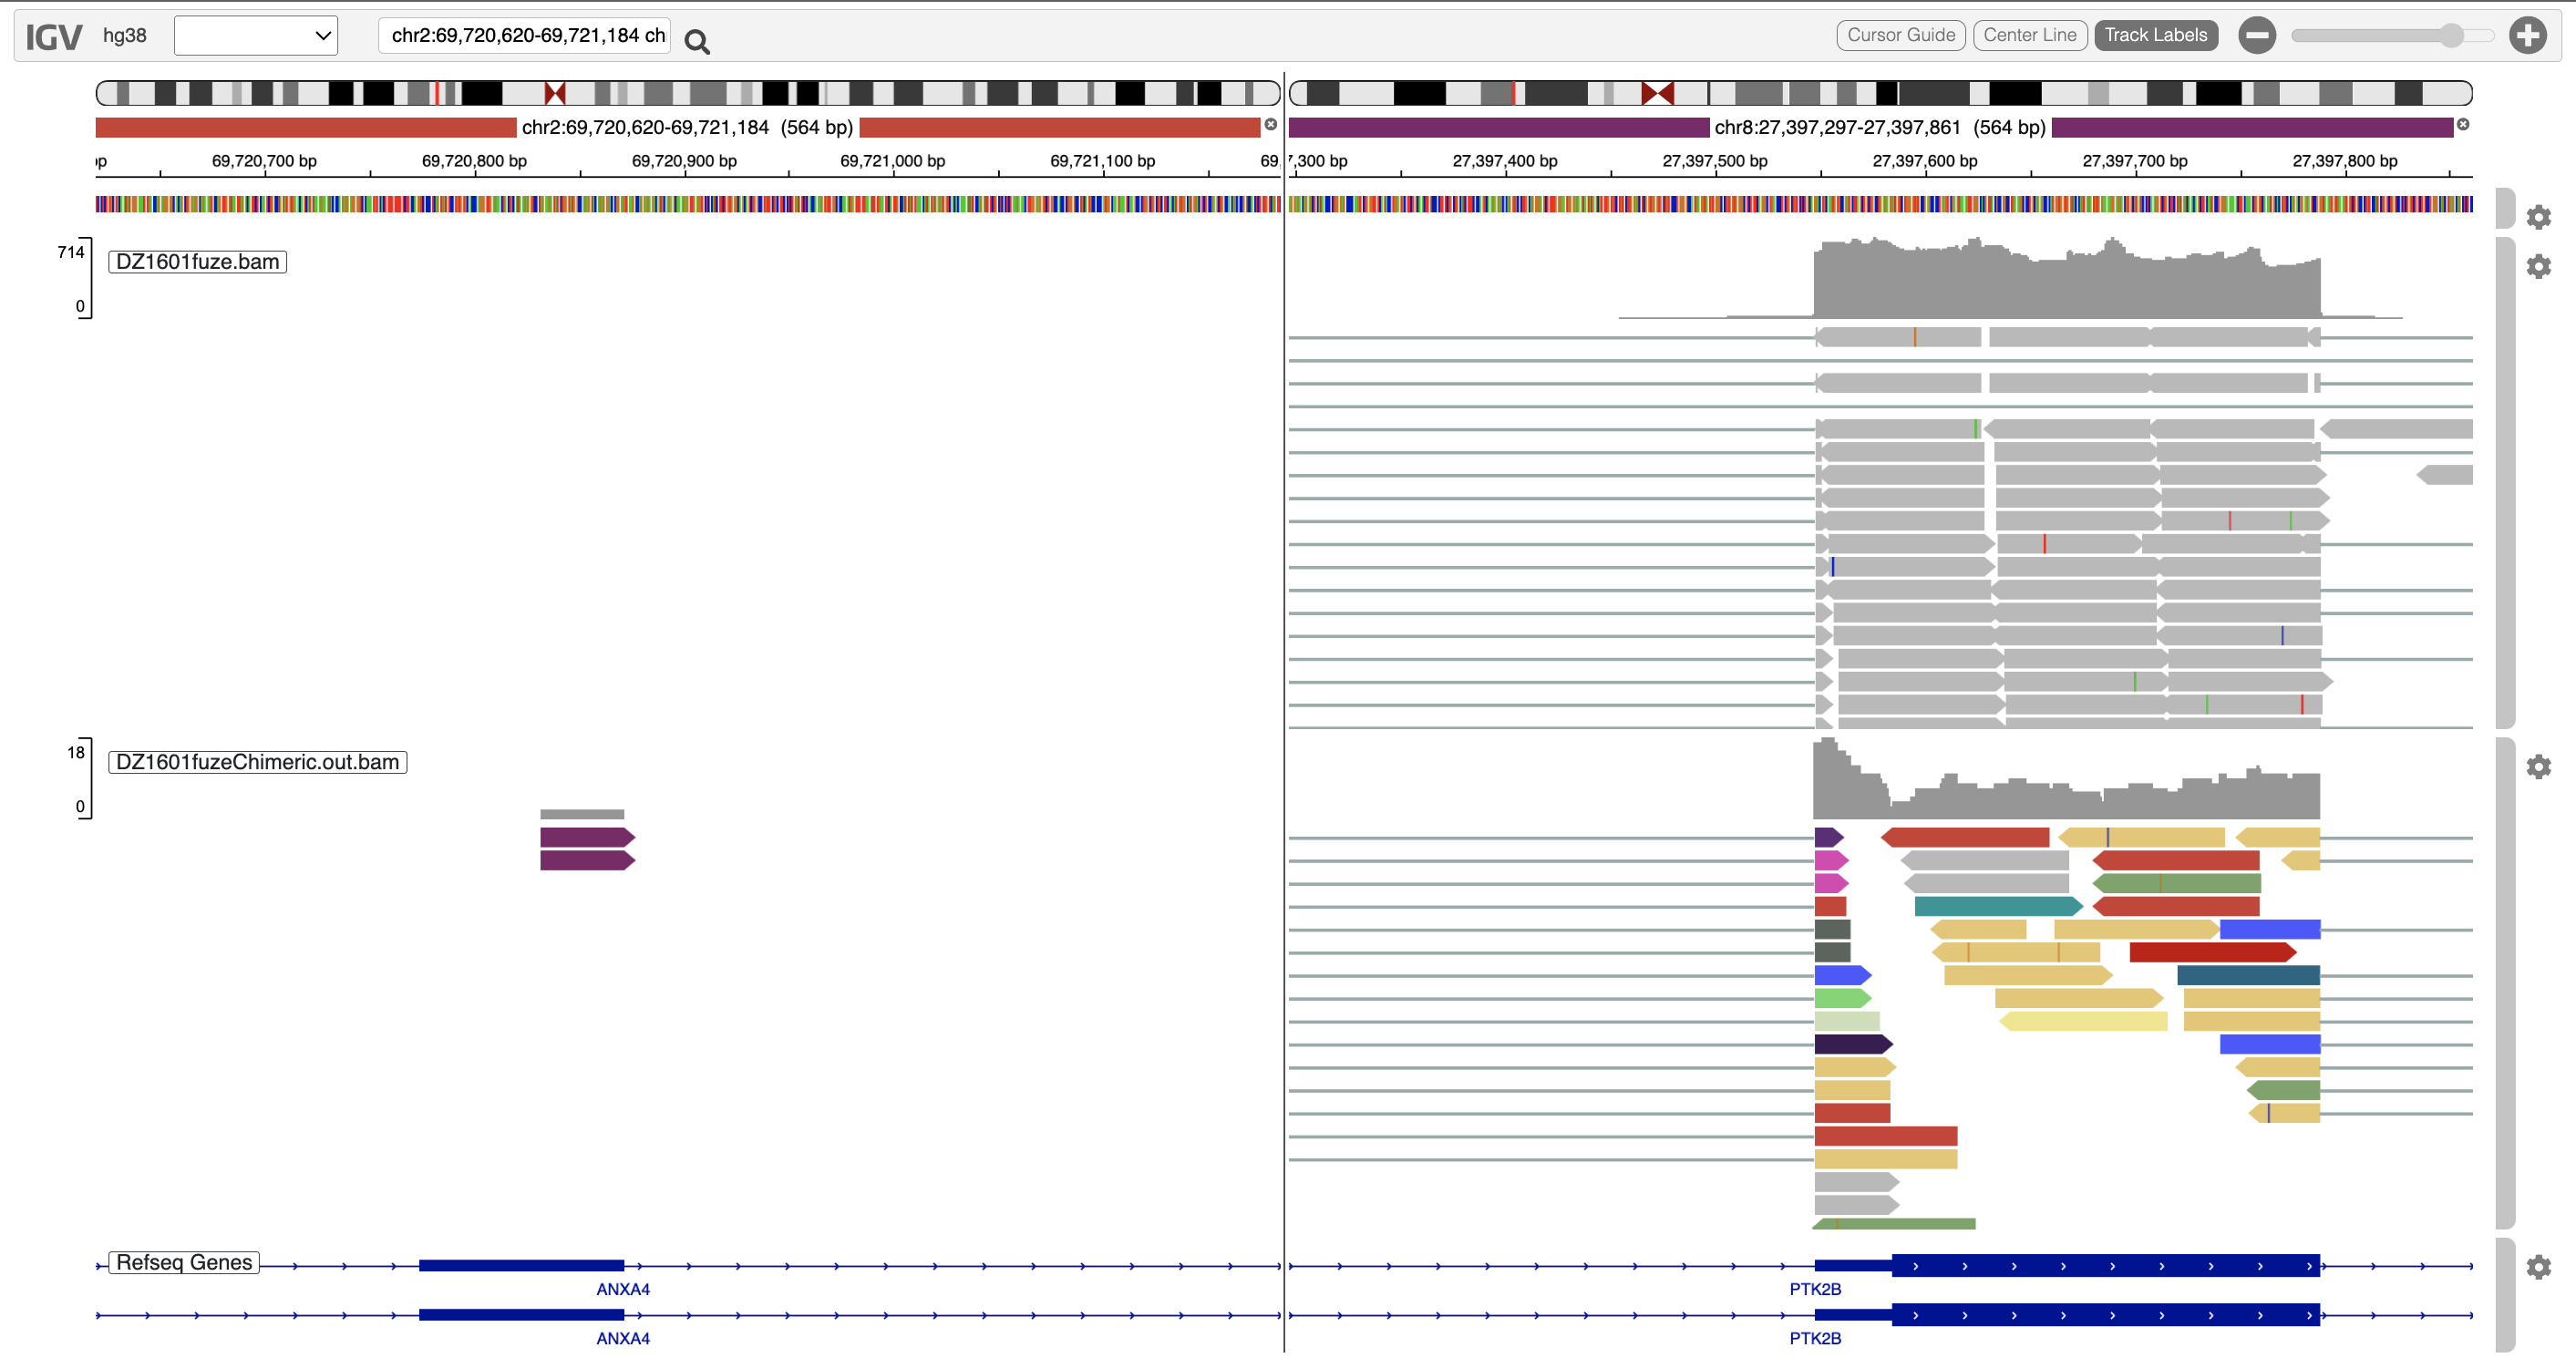 IGV hg38 chr2:69,720,620-69,721,184 ch Cursor Guide Center Line Track Labels
chr2:69,720,620-69,721,184 (564 bp) chr8:27,397,297-27,397,861 (564 bp)
69,720,700 bp 69,720,800 bp 69,720,900 bp 69,721,000 bp 69,721,100 bp 69, 7,300 bp 27,397,400 bp 27,397,500 bp 27,397,600 bp 27,397,700 bp 27,397,800 bp
714
DZ1601fuze.bam
0
18
DZ1601fuzeChimeric.out.bam
0
Refseq Genes
ANXA4 PTK2B
ANXA4 PTK2B